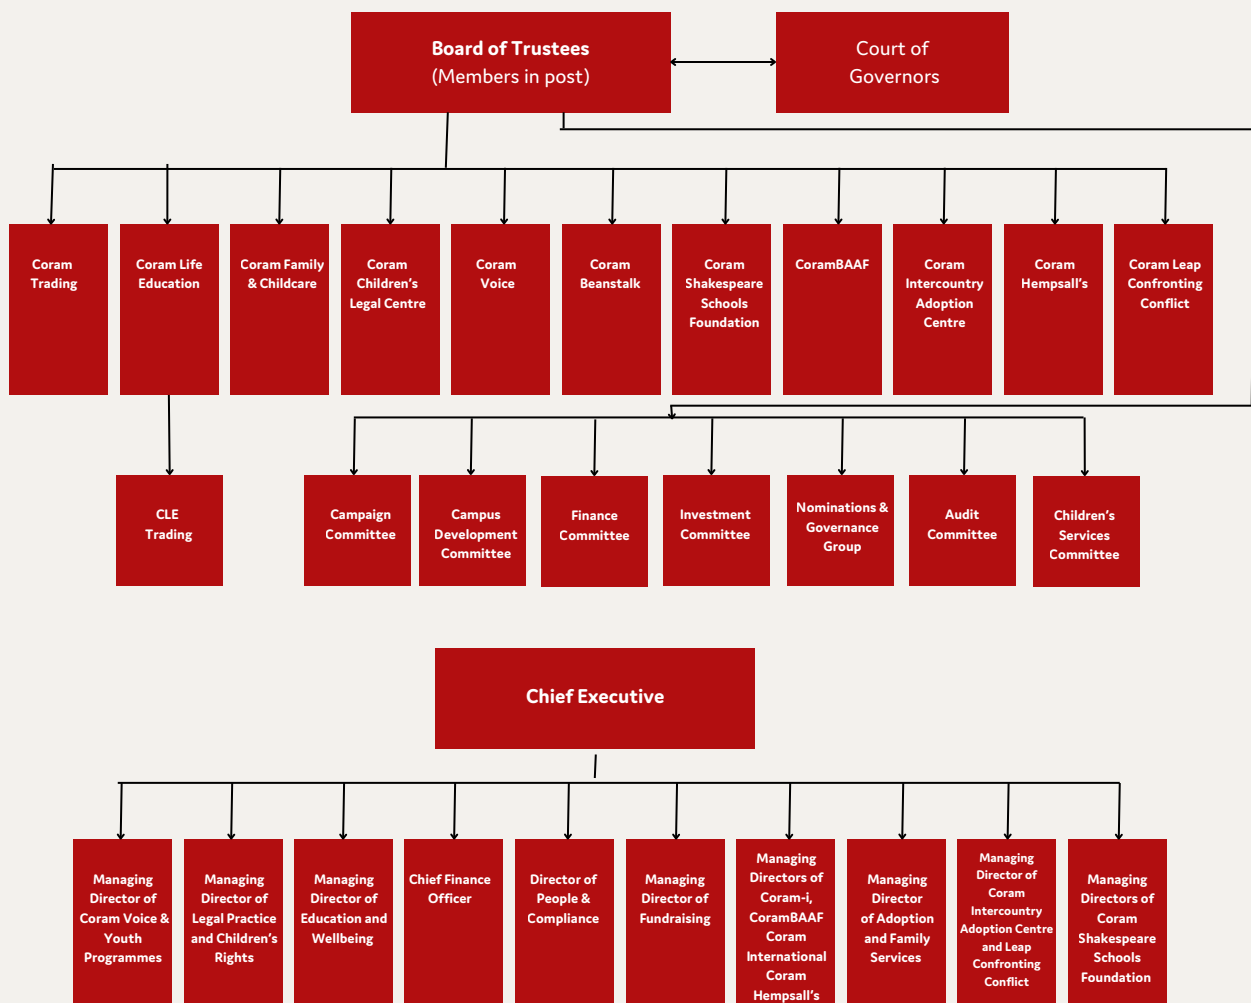 Board of Trustees
(Members in post)
Court of
Governors
Coram
Trading
Coram Life
Education
Coram Family
& Childcare
Coram
Children’s
Legal Centre
Coram
Voice
Coram
Beanstalk
Coram
Shakespeare
Schools
Foundation
CoramBAAF
Coram
Intercountry
Adoption
Centre
Coram
Hempsall’s
Coram Leap
Confronting
Conflict
CLE
Trading
Campaign
Committee
Campus
Development
Committee
Finance
Committee
Investment
Committee
Nominations &
Governance
Group
Audit
Committee
Children’s
Services
Committee
Chief Executive
Managing
Director of
Coram Voice &
Youth
Programmes
Managing
Director of
Legal Practice
and Children’s
Rights
Managing
Director of
Education and
Wellbeing
Chief Finance
Officer
Director of
People &
Compliance
Managing
Director of
Fundraising
Managing
Directors of
Coram-i,
CoramBAAF
Coram
International
Coram
Hempsall’s
Managing
Director
of Adoption
and Family
Services
Managing
Director of
Coram
Intercountry
Adoption Centre
and Leap
Confronting
Conflict
Managing
Directors of
Coram
Shakespeare
Schools
Foundation